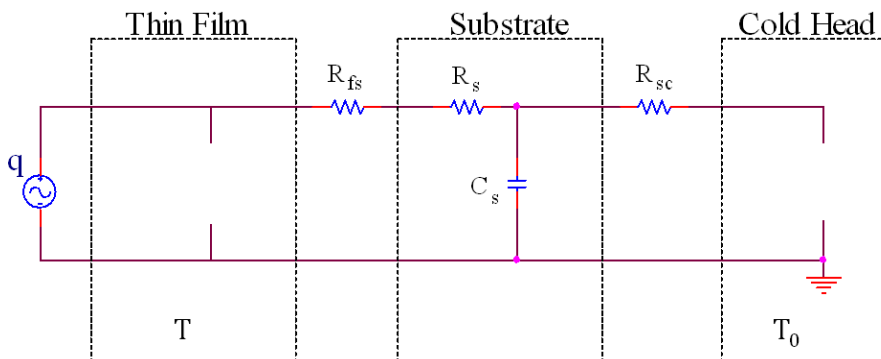 Thin Film
Substrate
Cold Head
R_fs
R_s
R_sc
q
C_s
T
T_0